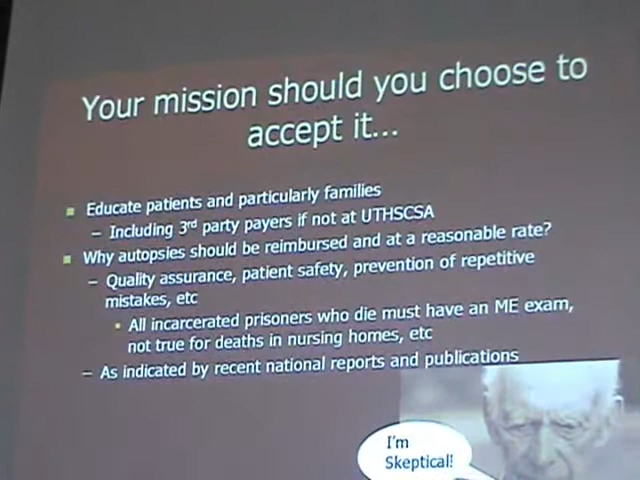 Your mission should you choose to
accept it...
Educate patients and particularly families
– Including 3rd party payers if not at UTHSCSA
Why autopsies should be reimbursed and at a reasonable rate?
– Quality assurance, patient safety, prevention of repetitive
mistakes, etc
All incarcerated prisoners who die must have an ME exam,
not true for deaths in nursing homes, etc
– As indicated by recent national reports and publications
I'm
Skeptical!